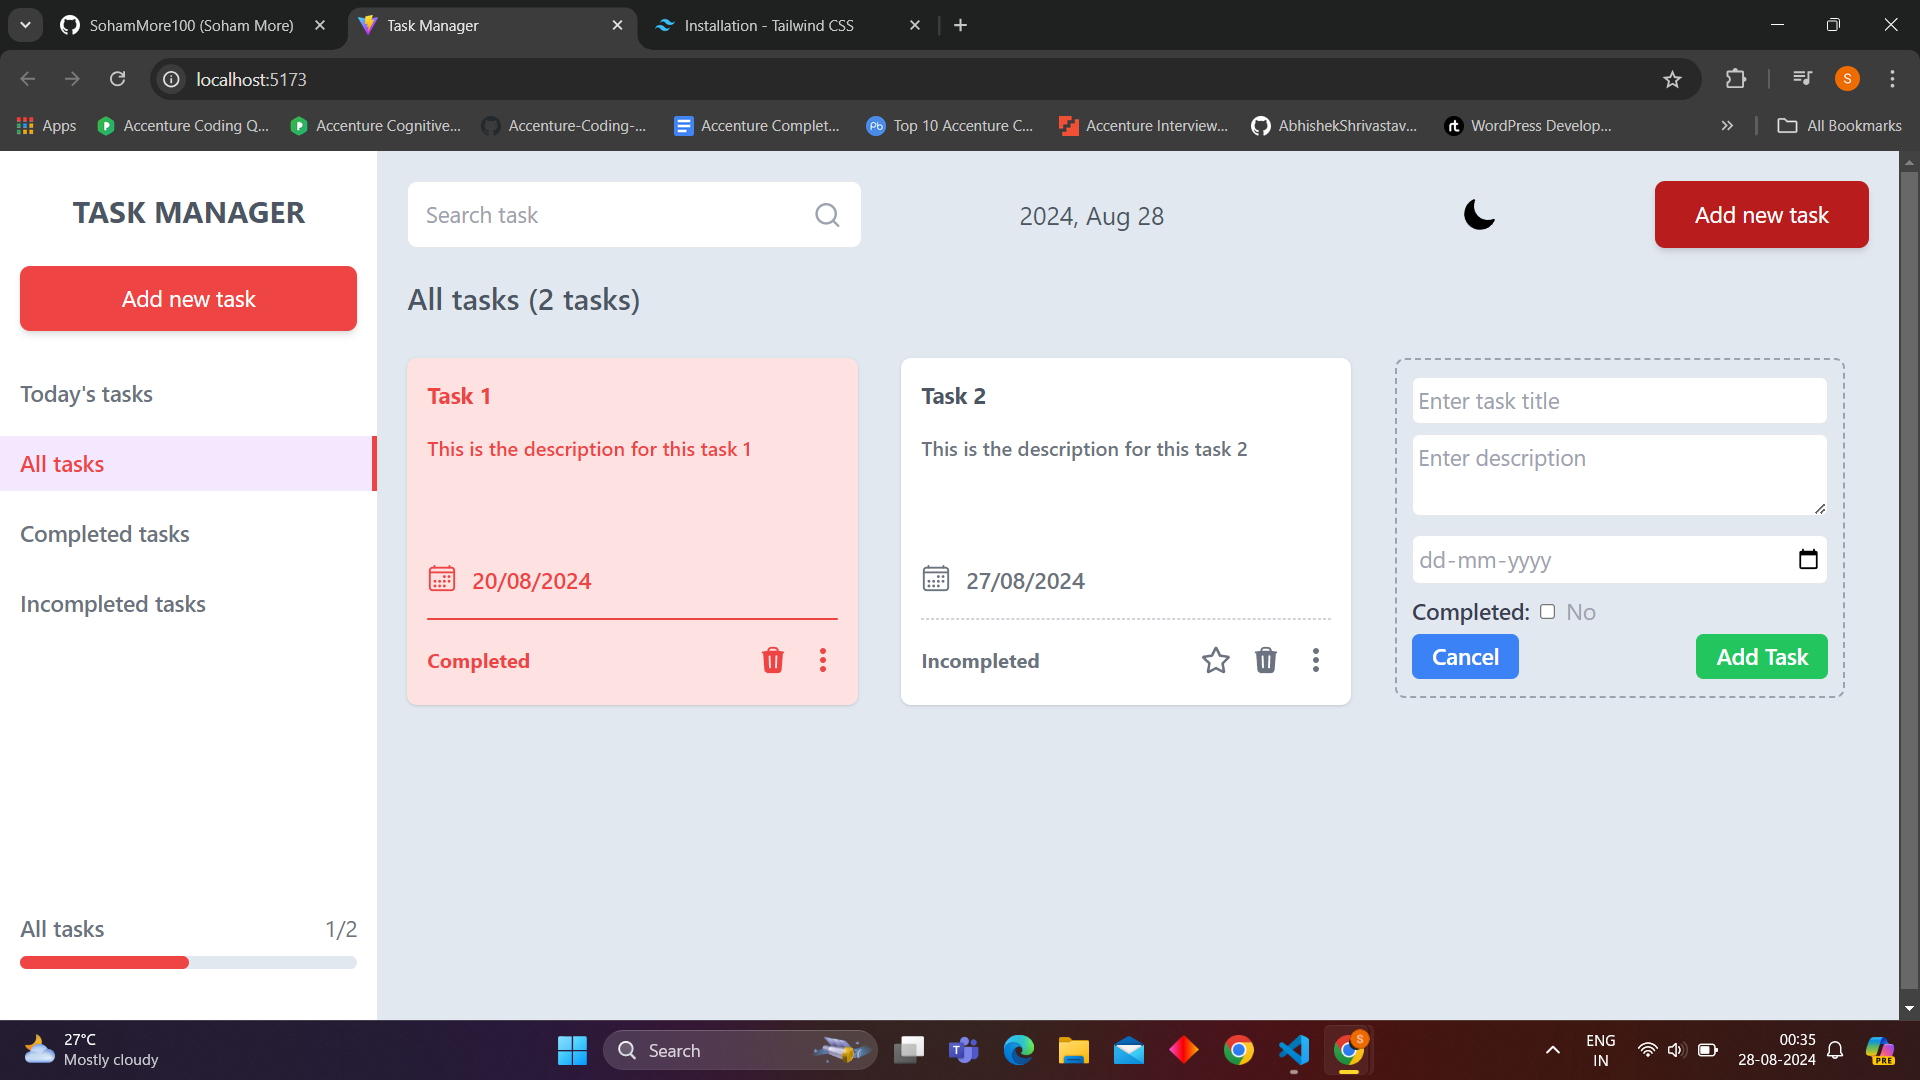 SohamMore100 (Soham More)
Task Manager
Installation - Tailwind CSS
localhost:5173
S
Apps
Accenture Coding Q...
Accenture Cognitive...
Accenture-Coding-...
Accenture Complet...
Pb
Top 10 Accenture C...
Accenture Interview...
AbhishekShrivastav...
rt
WordPress Develop...
All Bookmarks
TASK MANAGER
Add new task
Today's tasks
All tasks
Completed tasks
Incompleted tasks
All tasks 1/2
Search task
2024, Aug 28
Add new task
All tasks (2 tasks)
Task 1
This is the description for this task 1
20/08/2024
Completed
Task 2
This is the description for this task 2
27/08/2024
Incompleted
Enter task title
Enter description
dd-mm-yyyy
Completed: No
Cancel
Add Task
27°C
Mostly cloudy
Search
S
ENG
IN
00:35
28-08-2024
PRE